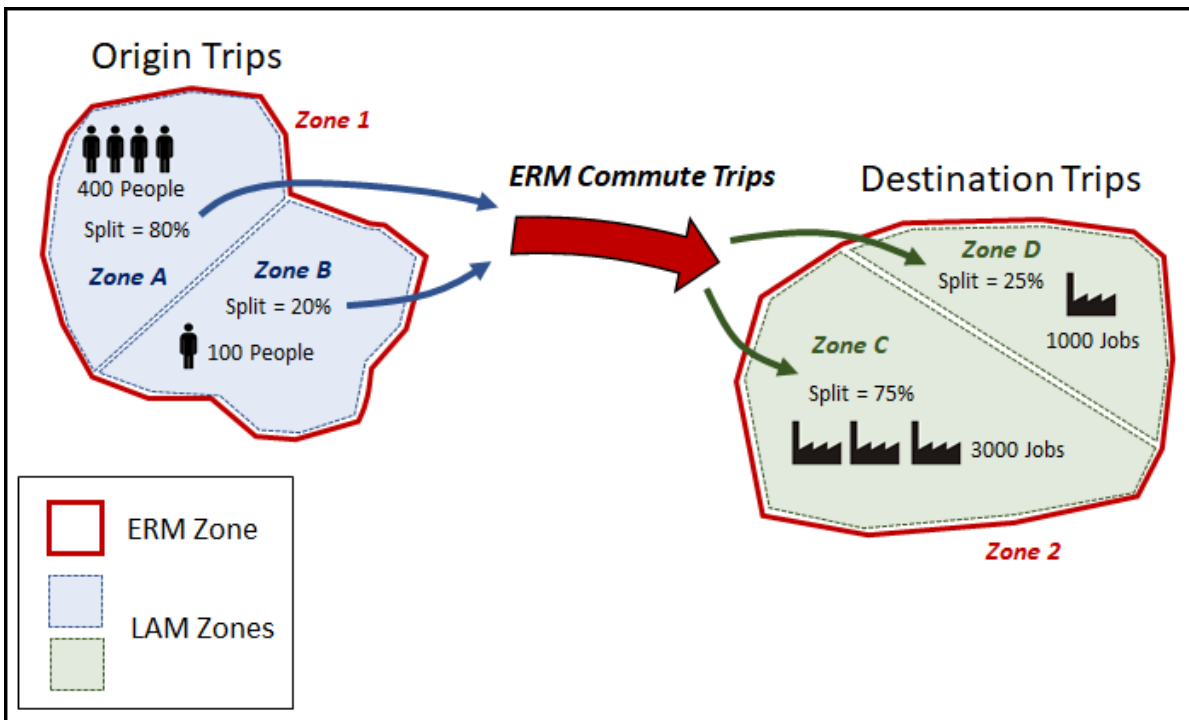 Origin Trips
Zone 1
400 People
Split = 80%
Zone A
Zone B
Split = 20%
100 People
ERM Commute Trips
Destination Trips
Zone D
Split = 25%
1000 Jobs
Zone C
Split = 75%
3000 Jobs
Zone 2
ERM Zone
LAM Zones